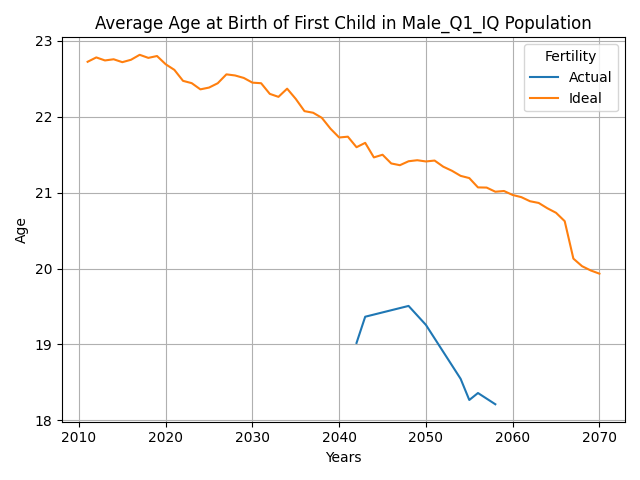 Average Age at Birth of First Child in Male_Q1_IQ Population
Fertility
Actual
Ideal
Age
23
22
21
20
19
18
2010 2020 2030 2040 2050 2060 2070
Years